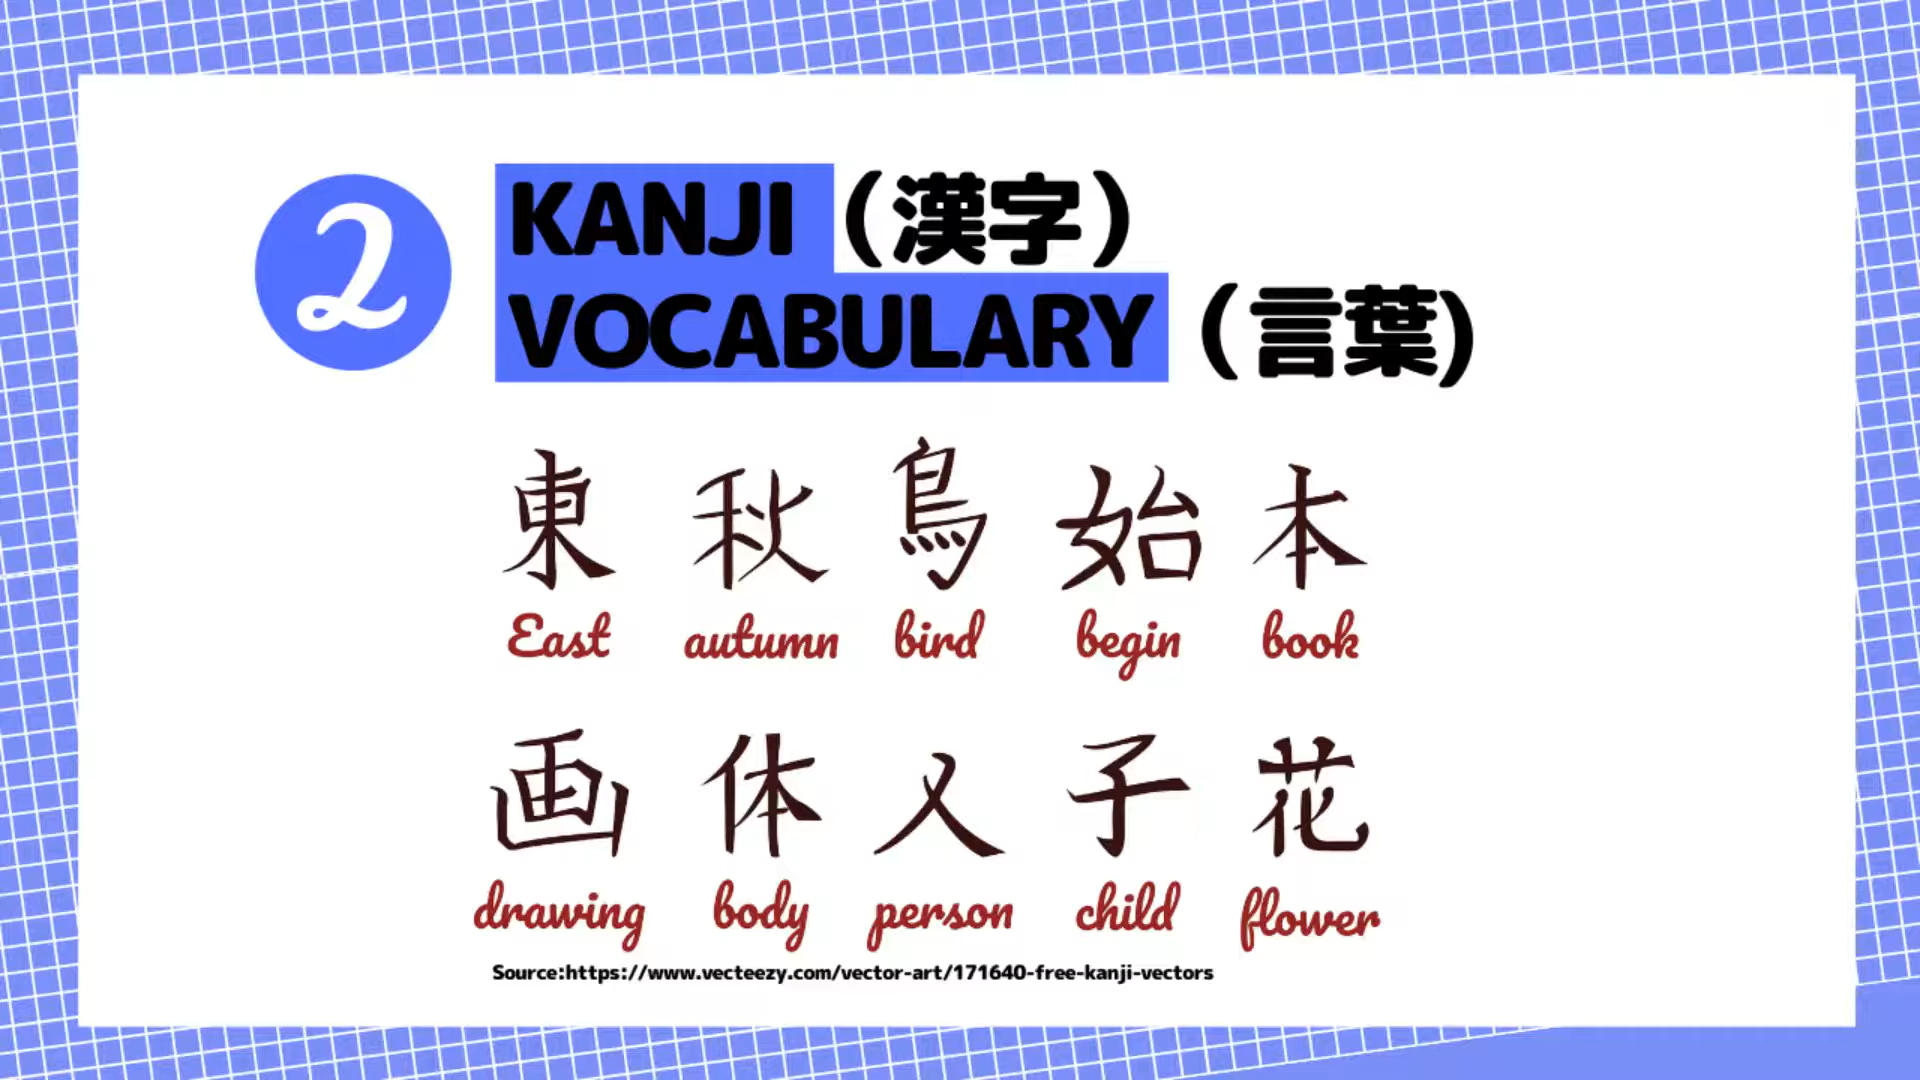 2
KANJI（漢字）
VOCABULARY（言葉)
東 秋 鳥 始 本
East autumn bird begin book
画 体 人 子 花
drawing body person child flower
Source:https://www.vecteezy.com/vector-art/171640-free-kanji-vectors